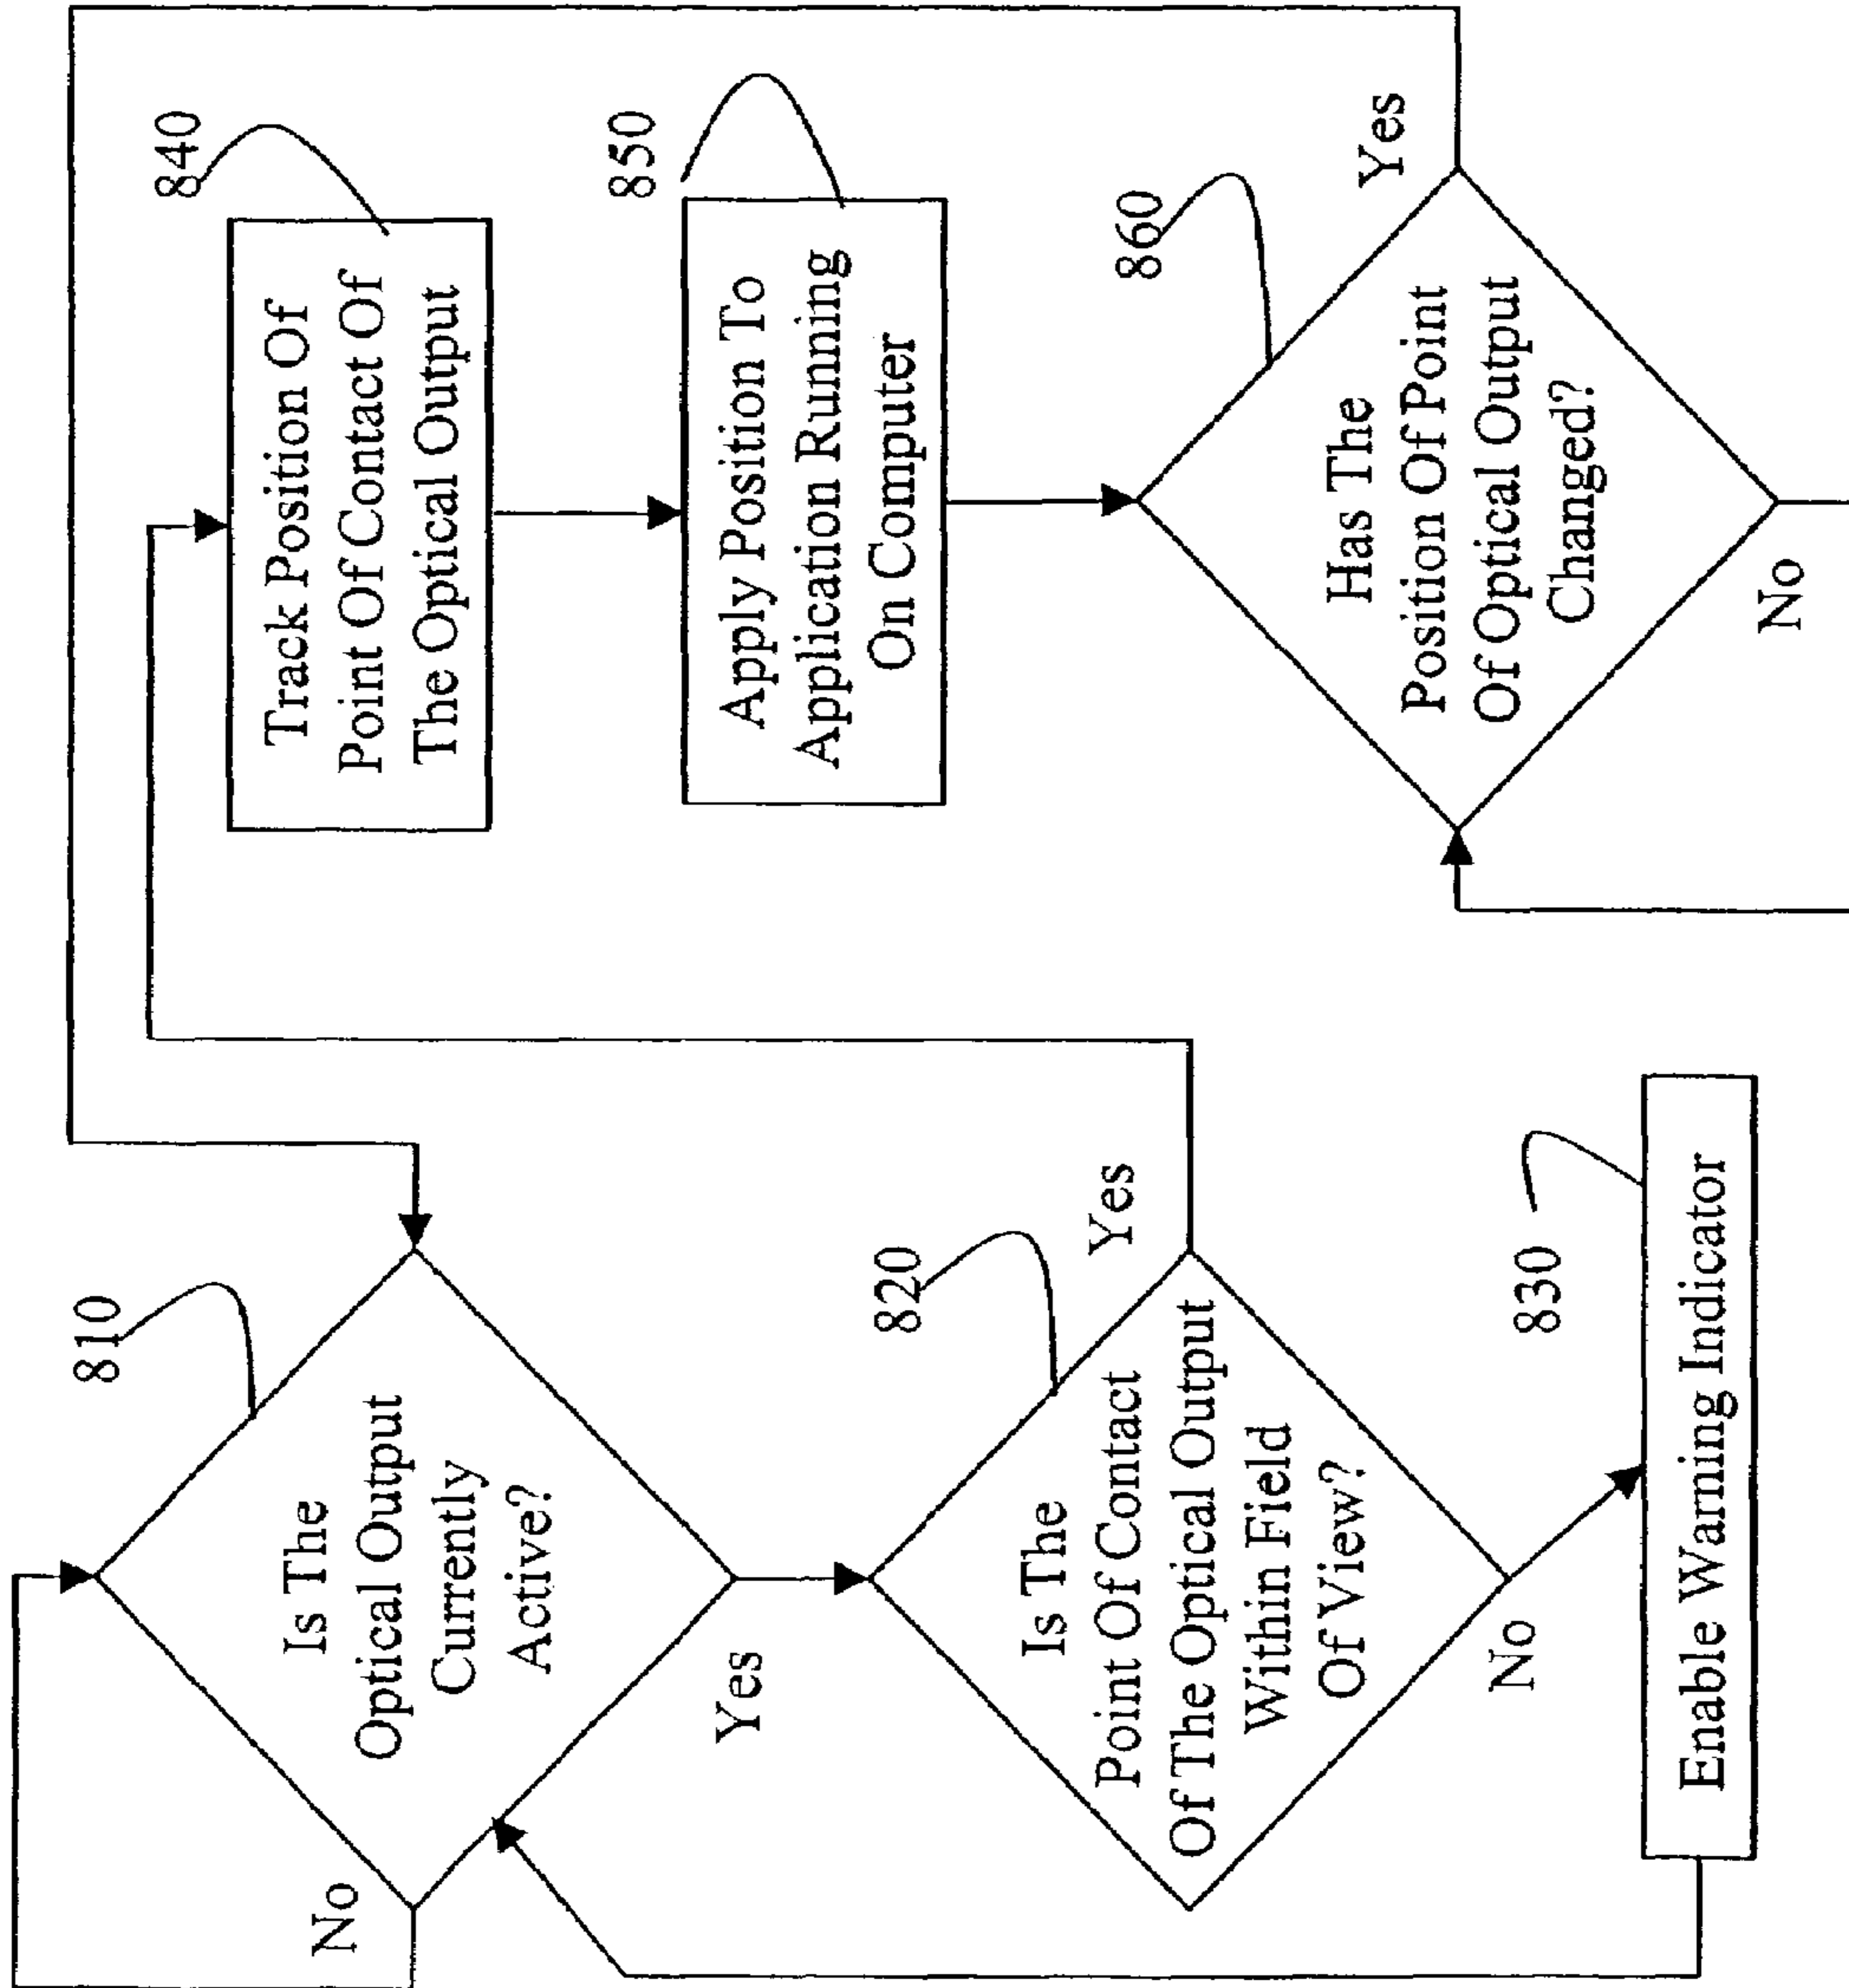 810
Is The
Optical Output
Currently
Active?
No
Yes
820
Is The
Point Of Contact
Of The Optical Output
Within Field
Of View?
Yes
No
830
Enable Warning Indicator
840
Track Position Of
Point Of Contact Of
The Optical Output
850
Apply Position To
Application Running
On Computer
860
Has The
Position Of Point
Of Optical Output
Changed?
Yes
No